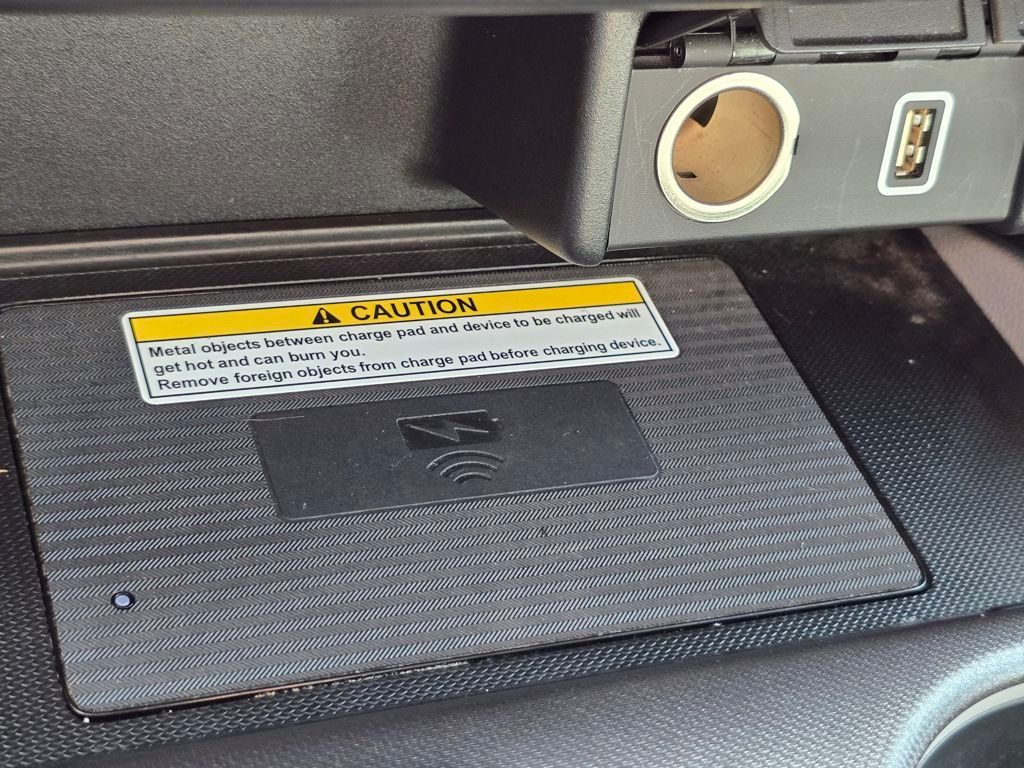 CAUTION
Metal objects between charge pad and device to be charged will
get hot and can burn you.
Remove foreign objects from charge pad before charging device.